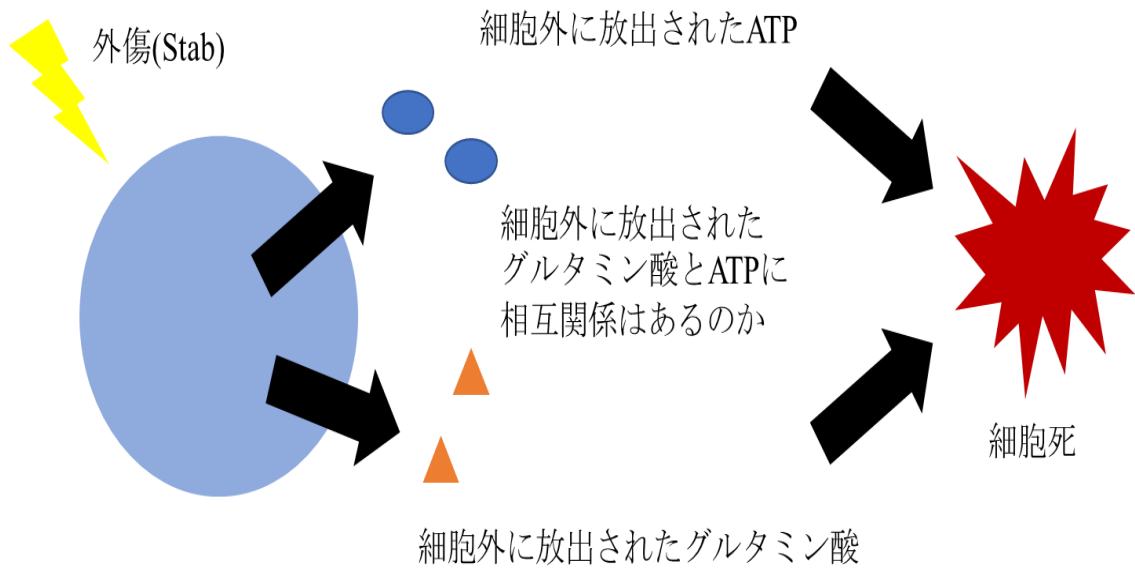 外傷(Stab)
細胞外に放出されたATP
細胞外に放出された
グルタミン酸とATPに
相互関係はあるのか
細胞死
細胞外に放出されたグルタミン酸